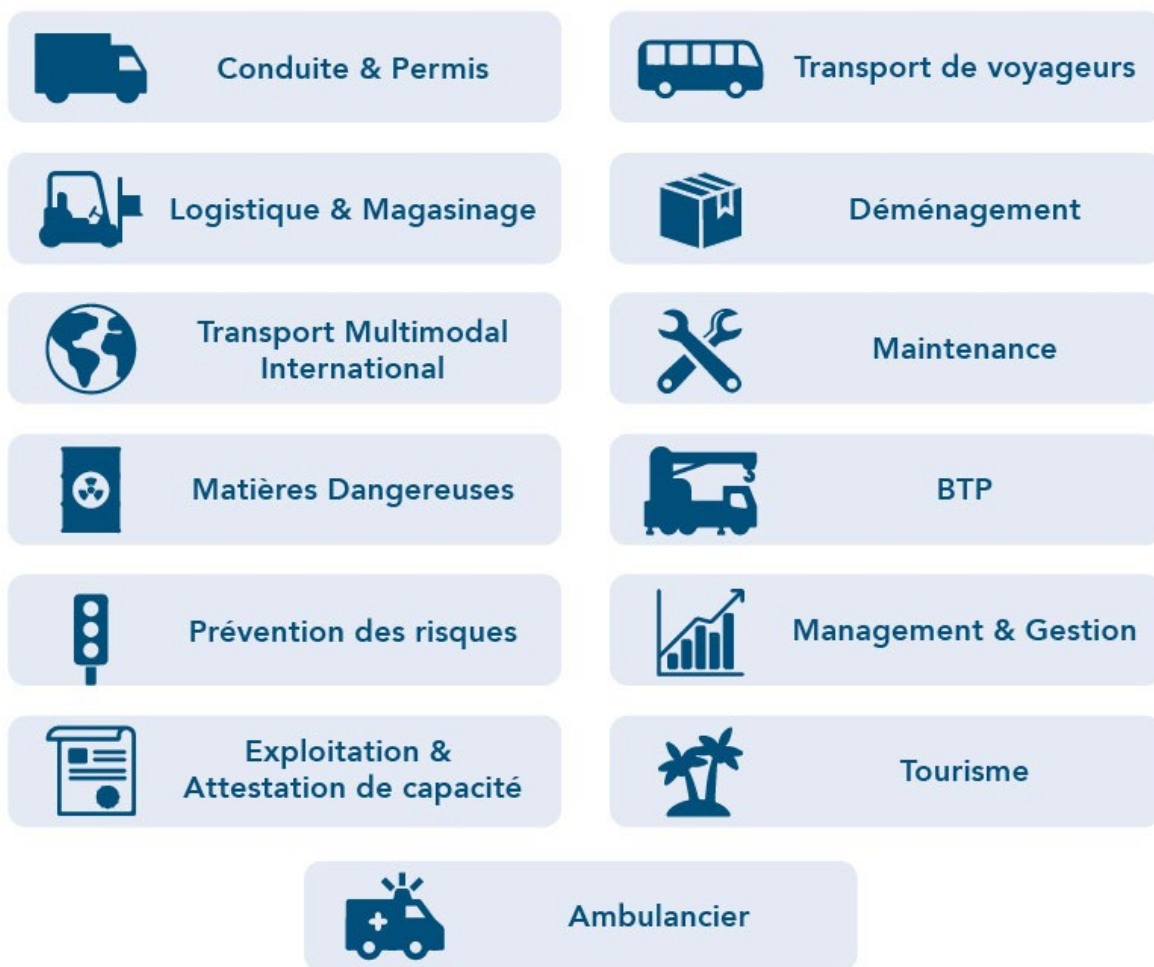 Conduite & Permis
Transport de voyageurs
Logistique & Magasinage
Déménagement
Transport Multimodal
International
Maintenance
Matières Dangereuses
BTP
Prévention des risques
Management & Gestion
Exploitation &
Attestation de capacité
Tourisme
Ambulancier